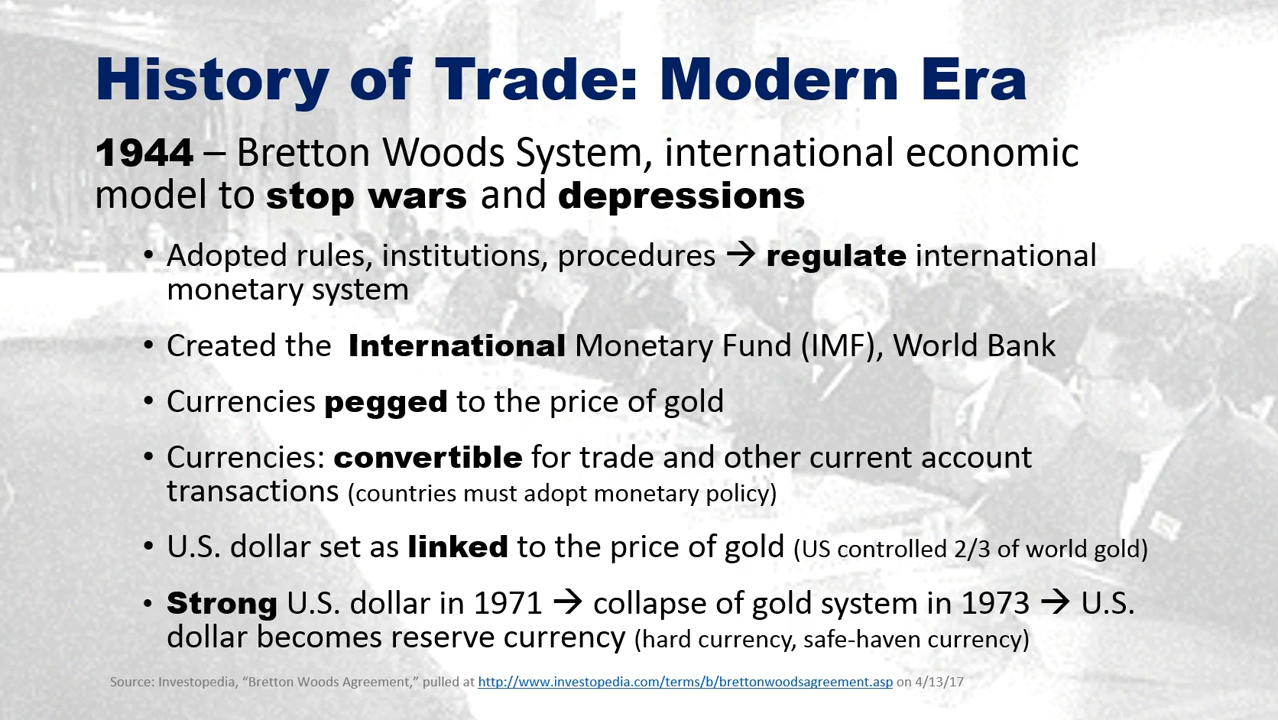 History of Trade: Modern Era
1944 – Bretton Woods System, international economic
model to stop wars and depressions
• Adopted rules, institutions, procedures → regulate international
monetary system
• Created the International Monetary Fund (IMF), World Bank
• Currencies pegged to the price of gold
• Currencies: convertible for trade and other current account
transactions (countries must adopt monetary policy)
• U.S. dollar set as linked to the price of gold (US controlled 2/3 of world gold)
• Strong U.S. dollar in 1971 → collapse of gold system in 1973 → U.S.
dollar becomes reserve currency (hard currency, safe-haven currency)
Source: Investopedia, “Bretton Woods Agreement,” pulled at http://www.investopedia.com/terms/b/brettonwoodsagreement.asp on 4/13/17